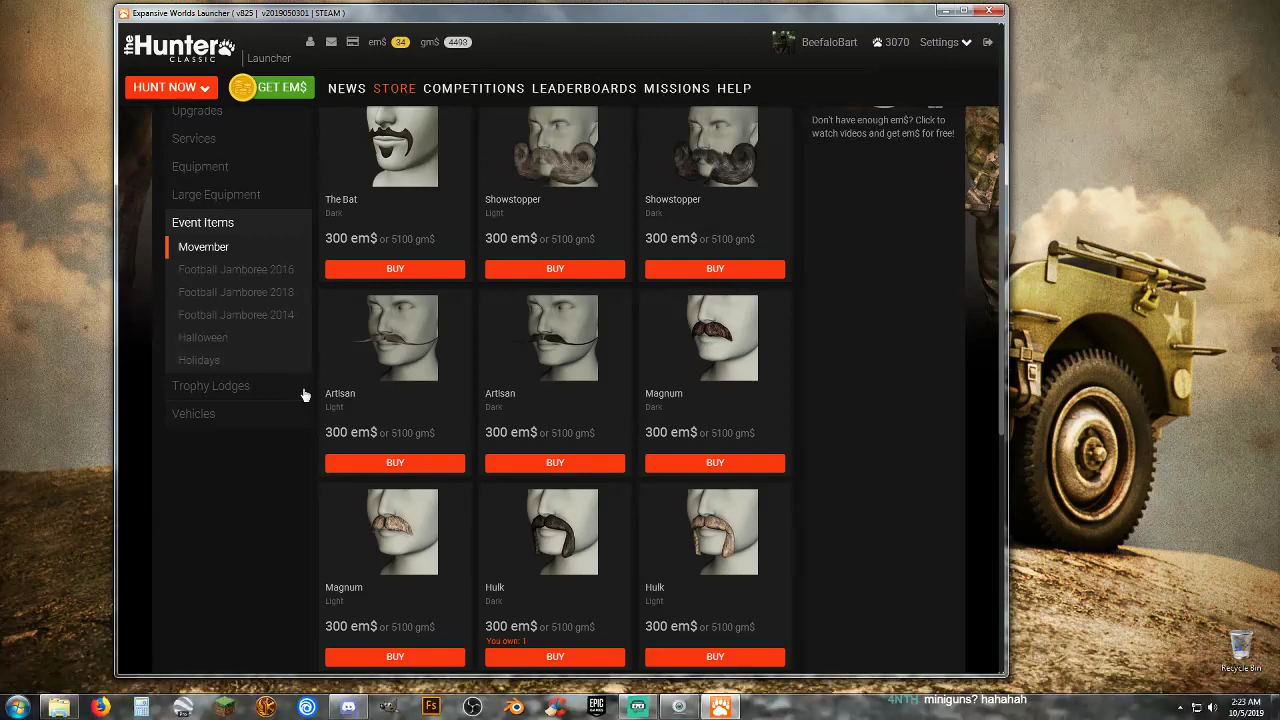 Expansive Worlds Launcher ( v825 | v2019050301 | STEAM )
theHunter CLASSIC Launcher
em$ 34 gm$ 4493
BeefaloBart 3070 Settings
HUNT NOW GET EM$ NEWS STORE COMPETITIONS LEADERBOARDS MISSIONS HELP
Upgrades
Services
Equipment
Large Equipment
Event Items
Movember
Football Jamboree 2016
Football Jamboree 2018
Football Jamboree 2014
Halloween
Holidays
Trophy Lodges
Vehicles
The Bat
Dark
300 em$ or 5100 gm$
BUY
Showstopper
Light
300 em$ or 5100 gm$
BUY
Showstopper
Dark
300 em$ or 5100 gm$
BUY
Artisan
Light
300 em$ or 5100 gm$
BUY
Artisan
Dark
300 em$ or 5100 gm$
BUY
Magnum
Dark
300 em$ or 5100 gm$
BUY
Magnum
Light
300 em$ or 5100 gm$
BUY
Hulk
Dark
300 em$ or 5100 gm$
You own: 1
BUY
Hulk
Light
300 em$ or 5100 gm$
BUY
Don't have enough em$? Click to
watch videos and get em$ for free!
Recycle Bin
Pro
Fs
EPIC GAMES
4NTH miniguns? hahahah
2:23 AM
10/5/2019